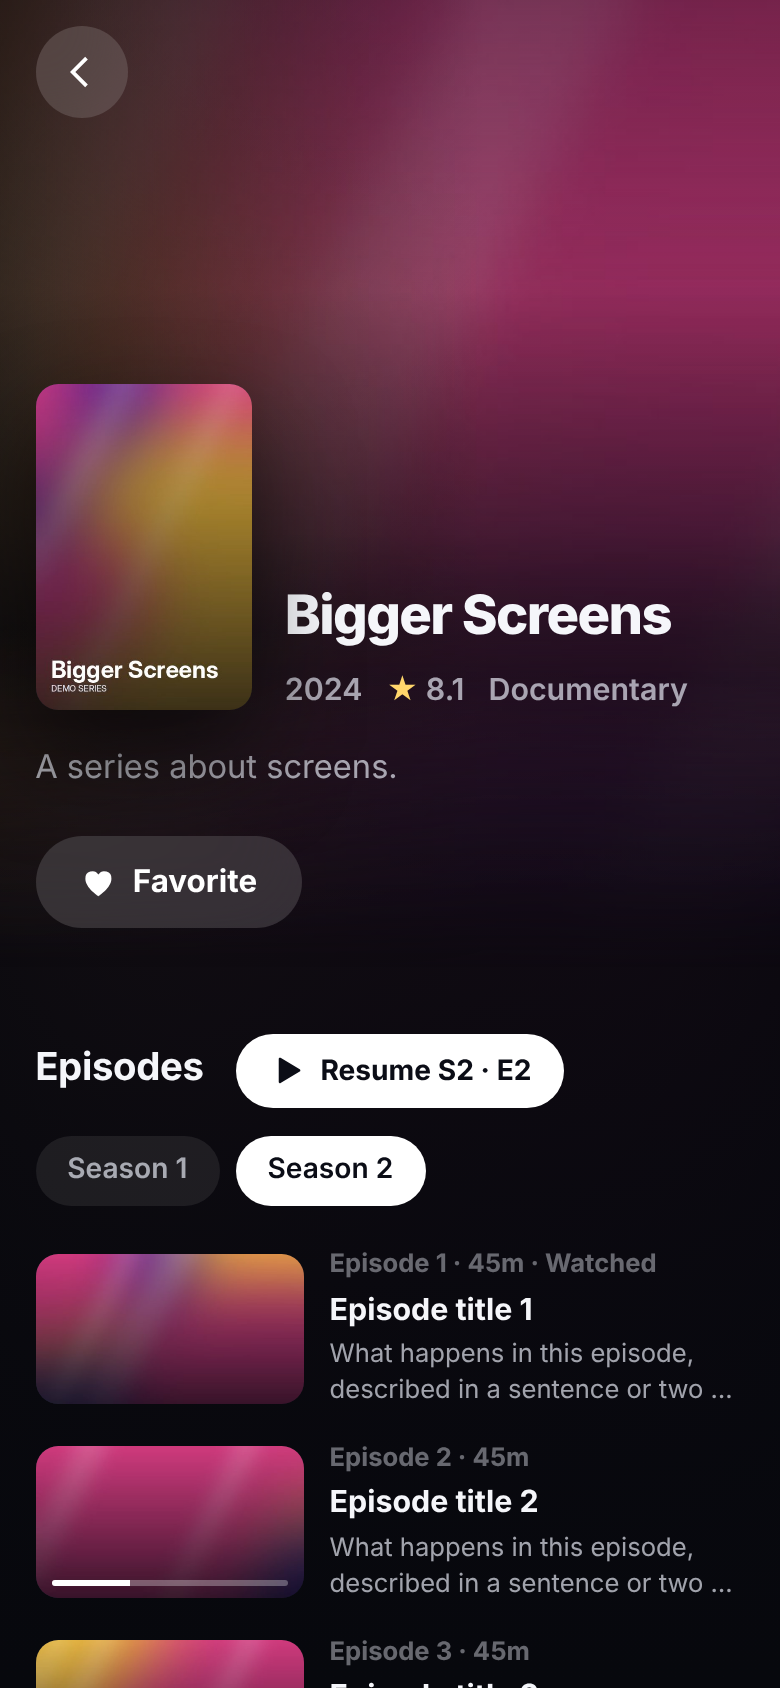 Bigger Screens
DEMO SERIES
Bigger Screens
2024 ★ 8.1 Documentary
A series about screens.
Favorite
Episodes
Resume S2 · E2
Season 1
Season 2
Episode 1 · 45m · Watched
Episode title 1
What happens in this episode,
described in a sentence or two ...
Episode 2 · 45m
Episode title 2
What happens in this episode,
described in a sentence or two ...
Episode 3 · 45m